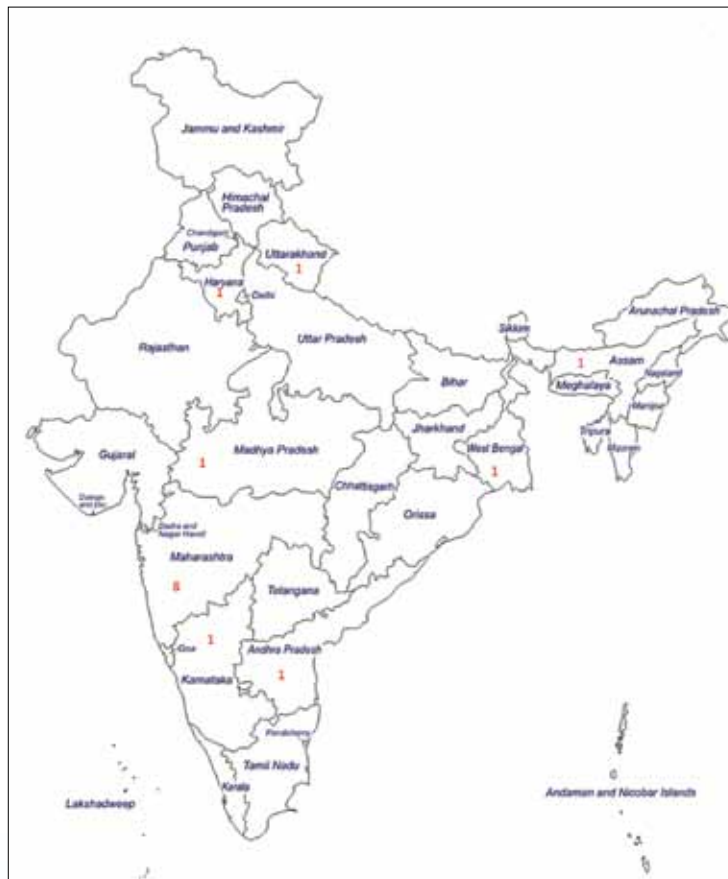 Jammu and Kashmir
Himachal
Pradesh
Chandigarh
Punjab
Uttarakhand
1
Haryana
1
Delhi
Arunachal Pradesh
Sikkim
Rajasthan
Uttar Pradesh
1
Assam
Nagaland
Bihar
Meghalaya
Manipur
Jharkhand
Tripura
Mizoram
Gujarat
Madhya Pradesh
West Bengal
1
1
Chhattisgarh
Daman
and Diu
Orissa
Dadra and
Nagar Haveli
Maharashtra
8
Telangana
1
Goa
Andhra Pradesh
Karnataka
1
Pondicherry
Tamil Nadu
Kerala
Lakshadweep
Andaman and Nicobar Islands